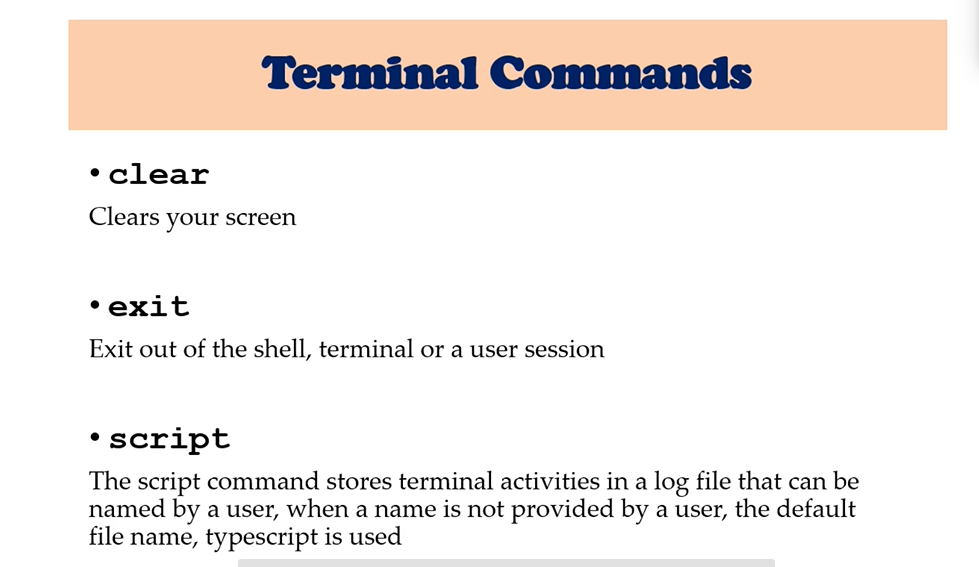 Terminal Commands
• clear
Clears your screen
• exit
Exit out of the shell, terminal or a user session
• script
The script command stores terminal activities in a log file that can be
named by a user, when a name is not provided by a user, the default
file name, typescript is used